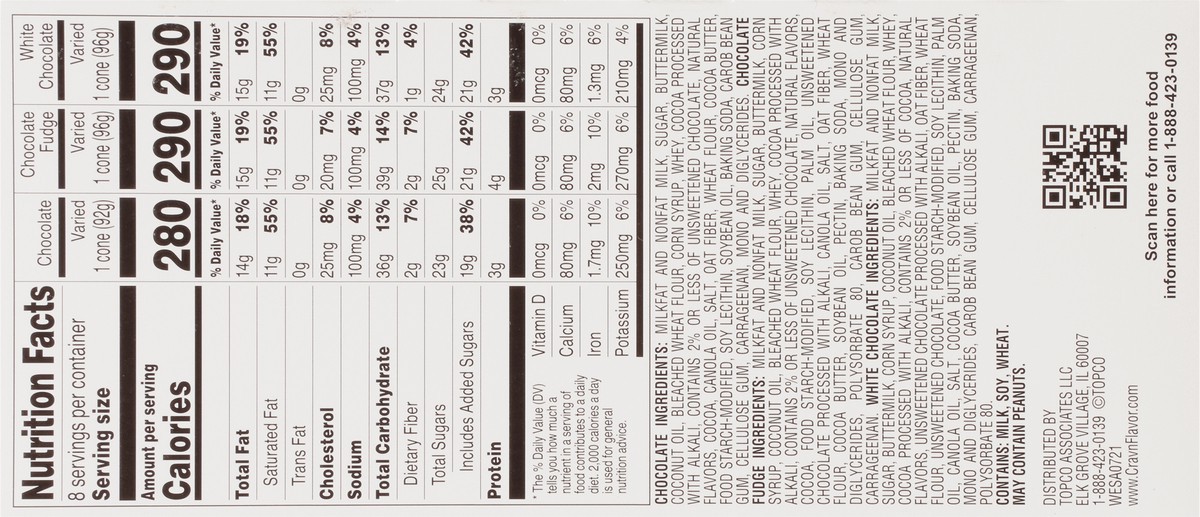 Nutrition Facts
8 servings per container
Chocolate Chocolate Fudge White Chocolate
Serving size Varied Varied Varied
1 cone (92g) 1 cone (96g) 1 cone (96g)
Amount per serving
Calories 280 290 290
% Daily Value* % Daily Value* % Daily Value*
Total Fat 14g 18% 15g 19% 15g 19%
Saturated Fat 11g 55% 11g 55% 11g 55%
Trans Fat 0g 0g 0g
Cholesterol 25mg 8% 20mg 7% 25mg 8%
Sodium 100mg 4% 100mg 4% 100mg 4%
Total Carbohydrate 36g 13% 39g 14% 37g 13%
Dietary Fiber 2g 7% 2g 7% 1g 4%
Total Sugars 23g 25g 24g
Includes Added Sugars 19g 38% 21g 42% 21g 42%
Protein 3g 4g 3g
Vitamin D 0mcg 0% 0mcg 0% 0mcg 0%
Calcium 80mg 6% 80mg 6% 80mg 6%
Iron 1.7mg 10% 2mg 10% 1.3mg 6%
Potassium 250mg 6% 270mg 6% 210mg 4%
* The % Daily Value (DV)
tells you how much a
nutrient in a serving of
food contributes to a daily
diet. 2,000 calories a day
is used for general
nutrition advice.
CHOCOLATE INGREDIENTS: MILKFAT AND NONFAT MILK, SUGAR, BUTTERMILK,
COCONUT OIL, BLEACHED WHEAT FLOUR, CORN SYRUP, WHEY, COCOA PROCESSED
WITH ALKALI, CONTAINS 2% OR LESS OF UNSWEETENED CHOCOLATE, NATURAL
FLAVORS, COCOA, CANOLA OIL, SALT, OAT FIBER, WHEAT FLOUR, COCOA BUTTER,
FOOD STARCH-MODIFIED, SOY LECITHIN, SOYBEAN OIL, BAKING SODA, CAROB BEAN
GUM, CELLULOSE GUM, CARRAGEENAN, MONO AND DIGLYCERIDES. CHOCOLATE
FUDGE INGREDIENTS: MILKFAT AND NONFAT MILK, SUGAR, BUTTERMILK, CORN
SYRUP, COCONUT OIL, BLEACHED WHEAT FLOUR, WHEY, COCOA PROCESSED WITH
ALKALI, CONTAINS 2% OR LESS OF UNSWEETENED CHOCOLATE, NATURAL FLAVORS,
COCOA, FOOD STARCH-MODIFIED, SOY LECITHIN, PALM OIL, UNSWEETENED
CHOCOLATE PROCESSED WITH ALKALI, CANOLA OIL, SALT, OAT FIBER, WHEAT
FLOUR, COCOA BUTTER, SOYBEAN OIL, PECTIN, BAKING SODA, MONO AND
DIGLYCERIDES, POLYSORBATE 80, CAROB BEAN GUM, CELLULOSE GUM,
CARRAGEENAN. WHITE CHOCOLATE INGREDIENTS: MILKFAT AND NONFAT MILK,
SUGAR, BUTTERMILK, CORN SYRUP, COCONUT OIL, BLEACHED WHEAT FLOUR, WHEY,
COCOA PROCESSED WITH ALKALI, CONTAINS 2% OR LESS OF COCOA, NATURAL
FLAVORS, UNSWEETENED CHOCOLATE PROCESSED WITH ALKALI, OAT FIBER, WHEAT
FLOUR, UNSWEETENED CHOCOLATE, FOOD STARCH-MODIFIED, SOY LECITHIN, PALM
OIL, CANOLA OIL, SALT, COCOA BUTTER, SOYBEAN OIL, PECTIN, BAKING SODA,
MONO AND DIGLYCERIDES, CAROB BEAN GUM, CELLULOSE GUM, CARRAGEENAN,
POLYSORBATE 80.
CONTAINS: MILK, SOY, WHEAT.
MAY CONTAIN PEANUTS.
DISTRIBUTED BY
TOPCO ASSOCIATES LLC
ELK GROVE VILLAGE, IL 60007
1-888-423-0139 ©TOPCO
WESA0721
www.CravnFlavor.com
Scan here for more food
information or call 1-888-423-0139